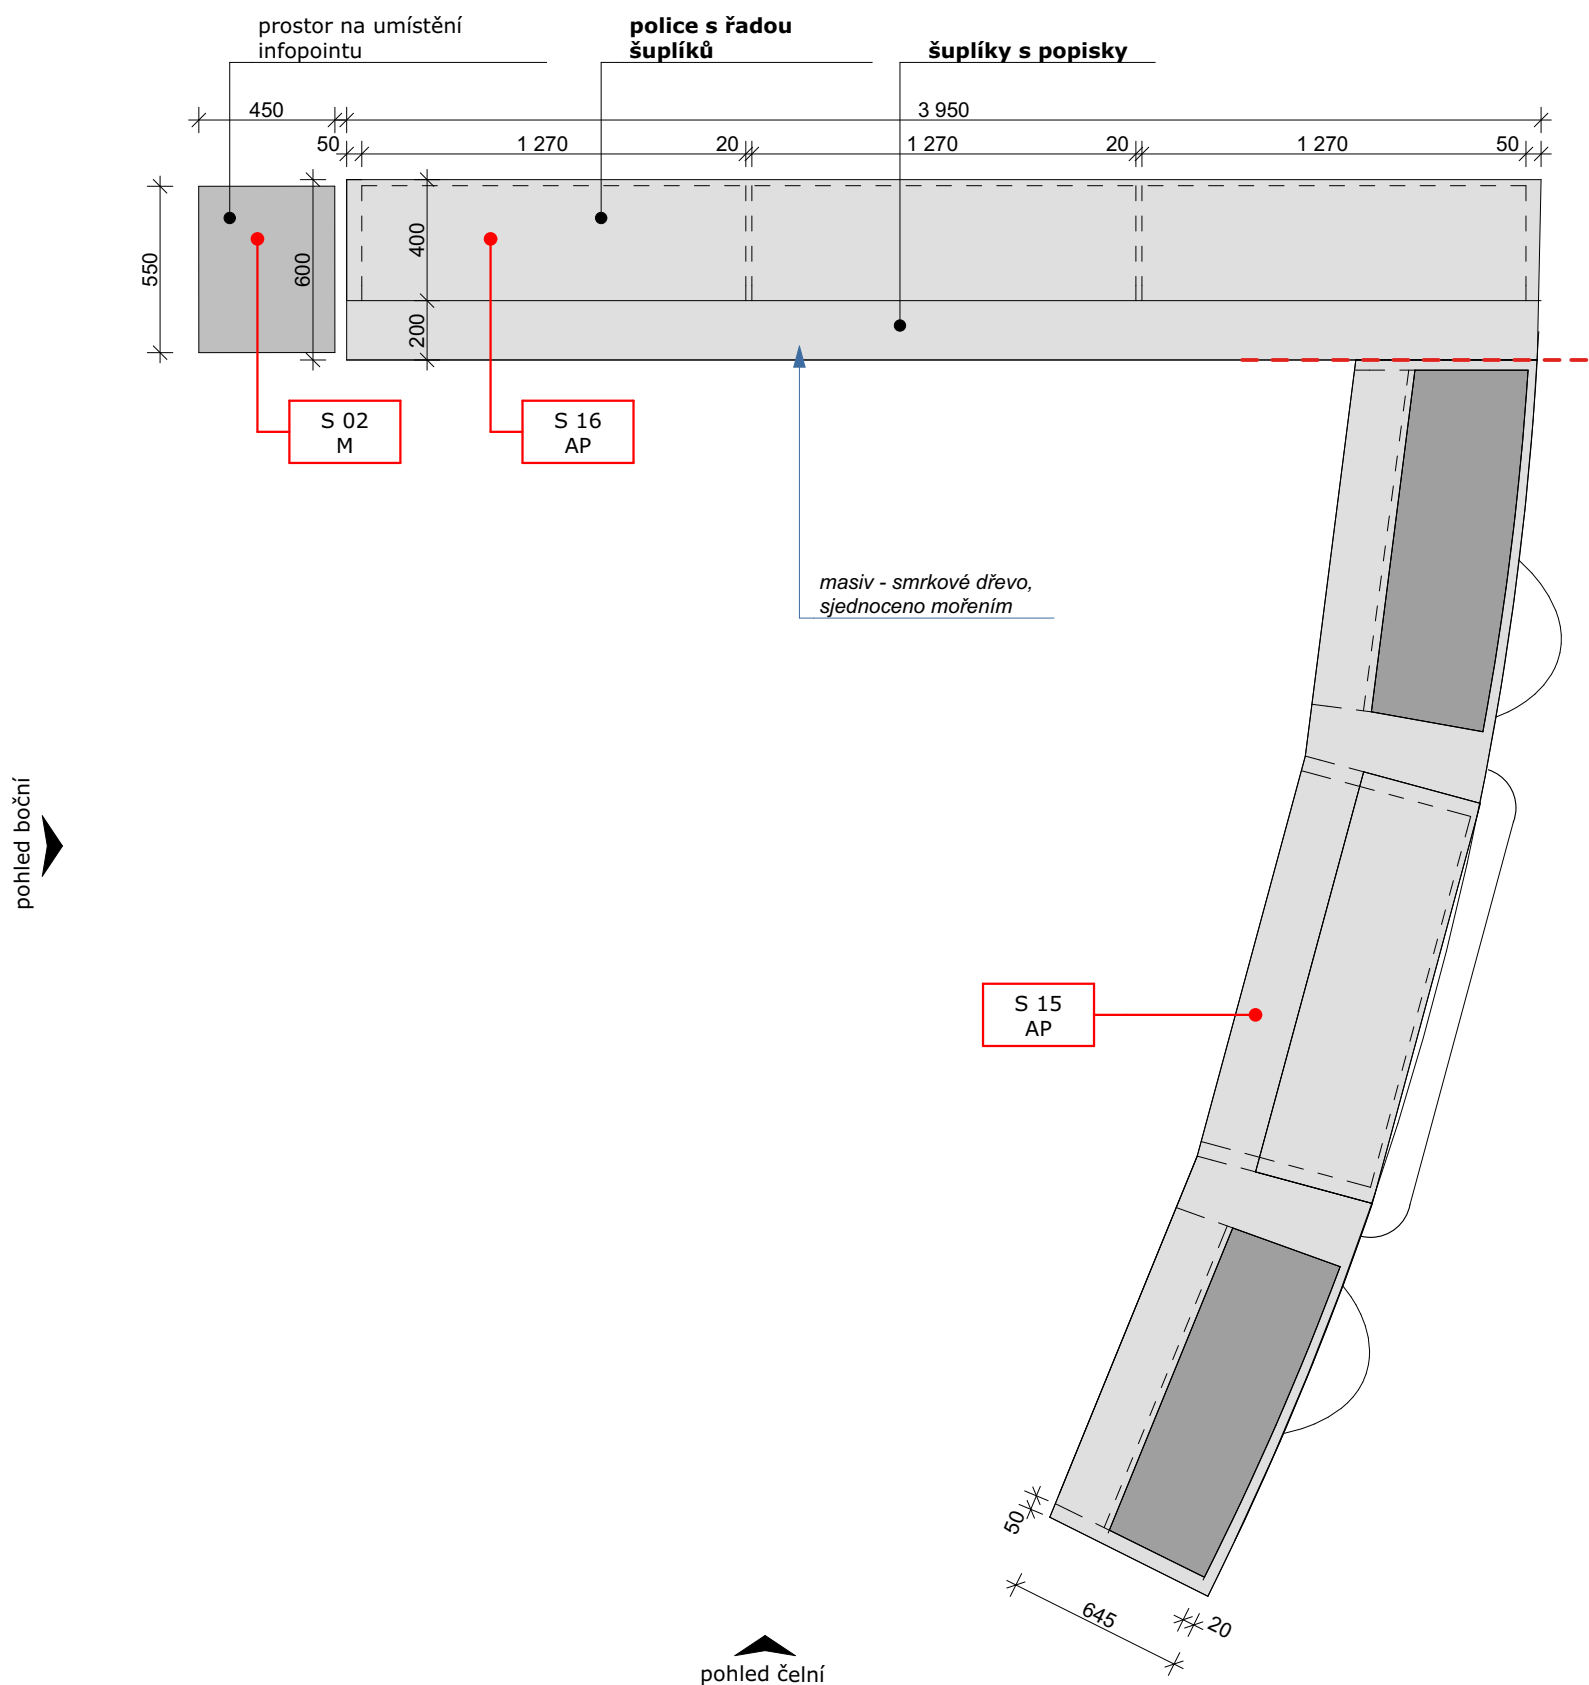 prostor na umístění
infopointu
police s řadou
šuplíků
šuplíky s popisky
450
3 950
50
1 270
20
1 270
20
1 270
50
550
600
400
200
S 02
M
S 16
AP
masiv - smrkové dřevo,
sjednoceno mořením
pohled boční
S 15
AP
50
645
20
pohled čelní